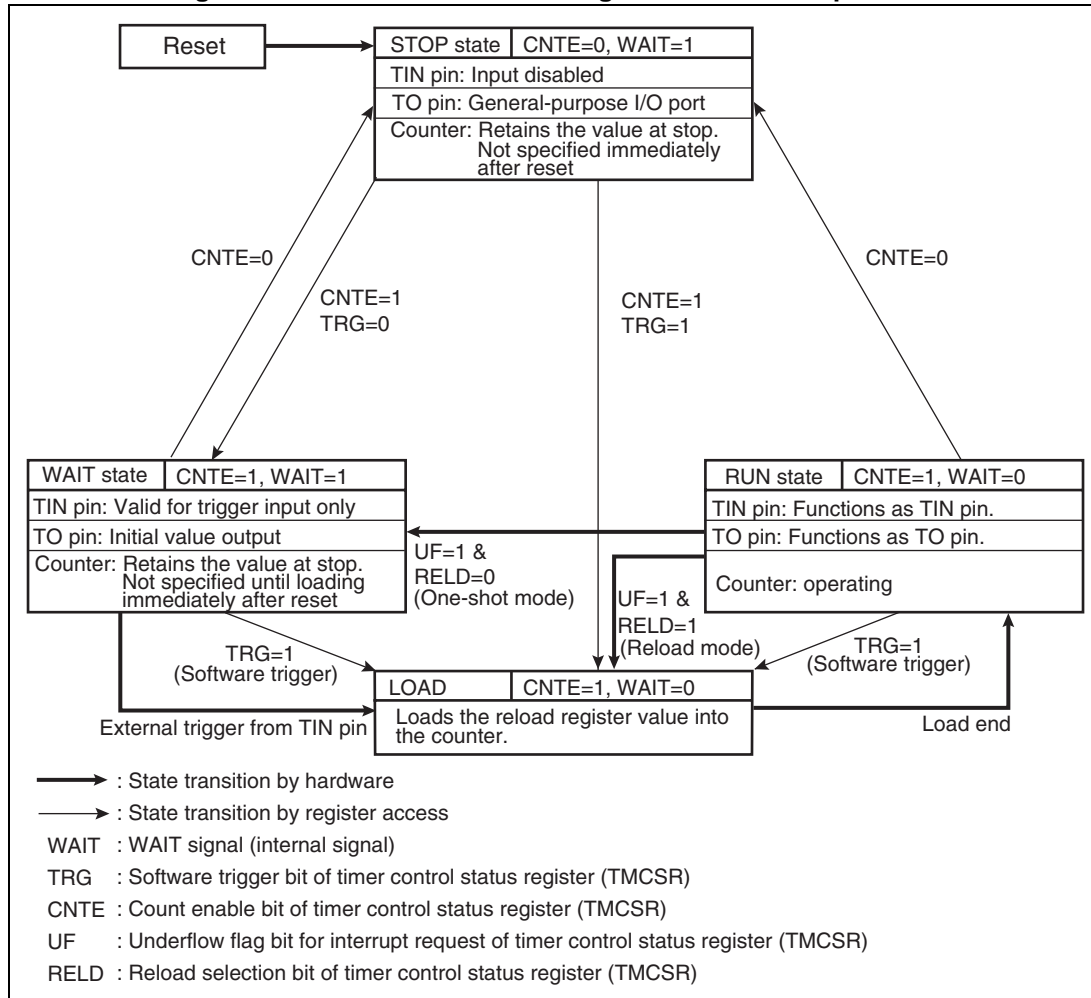 Reset
STOP state
CNTE=0, WAIT=1
TIN pin: Input disabled
TO pin: General-purpose I/O port
Counter: Retains the value at stop.
Not specified immediately
after reset
CNTE=0
CNTE=1
TRG=0
CNTE=1
TRG=1
CNTE=0
WAIT state
CNTE=1, WAIT=1
TIN pin: Valid for trigger input only
TO pin: Initial value output
Counter: Retains the value at stop.
Not specified until loading
immediately after reset
RUN state
CNTE=1, WAIT=0
TIN pin: Functions as TIN pin.
TO pin: Functions as TO pin.
Counter: operating
UF=1 &
RELD=0
(One-shot mode)
UF=1 &
RELD=1
(Reload mode)
TRG=1
(Software trigger)
TRG=1
(Software trigger)
External trigger from TIN pin
LOAD
CNTE=1, WAIT=0
Loads the reload register value into
the counter.
Load end
: State transition by hardware
: State transition by register access
WAIT : WAIT signal (internal signal)
TRG : Software trigger bit of timer control status register (TMCSR)
CNTE : Count enable bit of timer control status register (TMCSR)
UF : Underflow flag bit for interrupt request of timer control status register (TMCSR)
RELD : Reload selection bit of timer control status register (TMCSR)